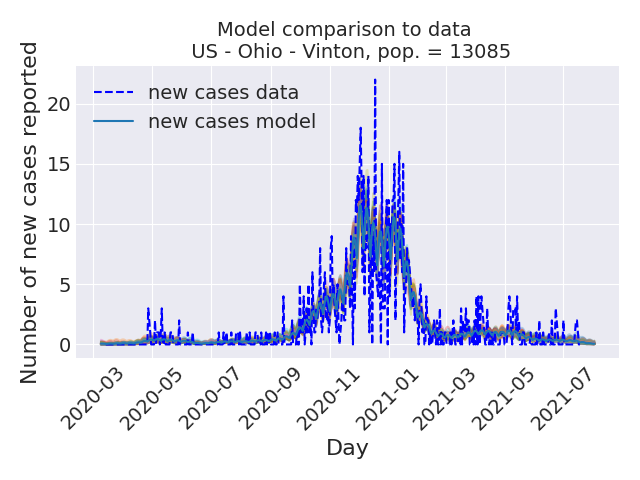 Model comparison to data
US - Ohio - Vinton, pop. = 13085
Number of new cases reported
20
15
10
5
0
new cases data
new cases model
2020-03
2020-05
2020-07
2020-09
2020-11
2021-01
2021-03
2021-05
2021-07
Day